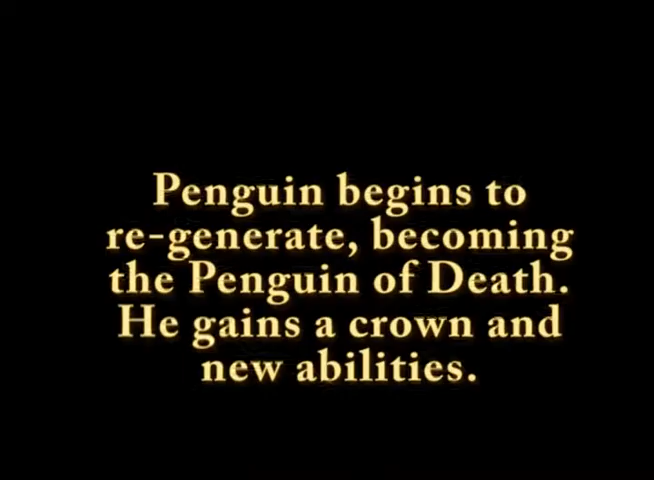 Penguin begins to
re-generate, becoming
the Penguin of Death.
He gains a crown and
new abilities.